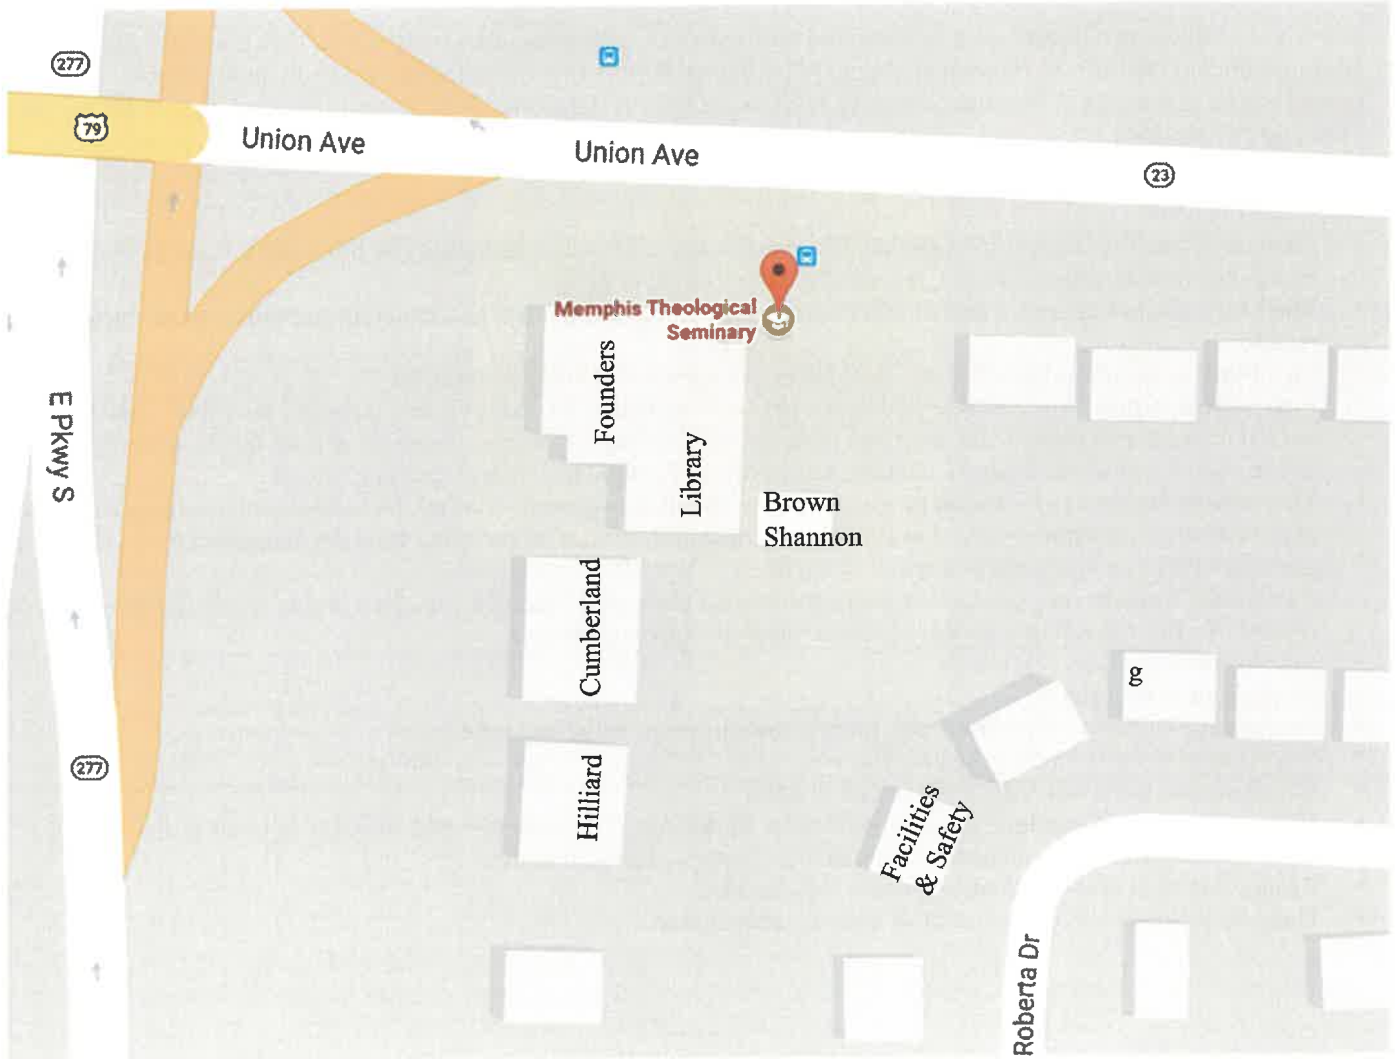 277
79
Union Ave
Union Ave
23
Memphis Theological
Seminary
Founders
Library
Brown
Shannon
E Pkwy S
Cumberland
g
277
Hilliard
Facilities
& Safety
Roberta Dr